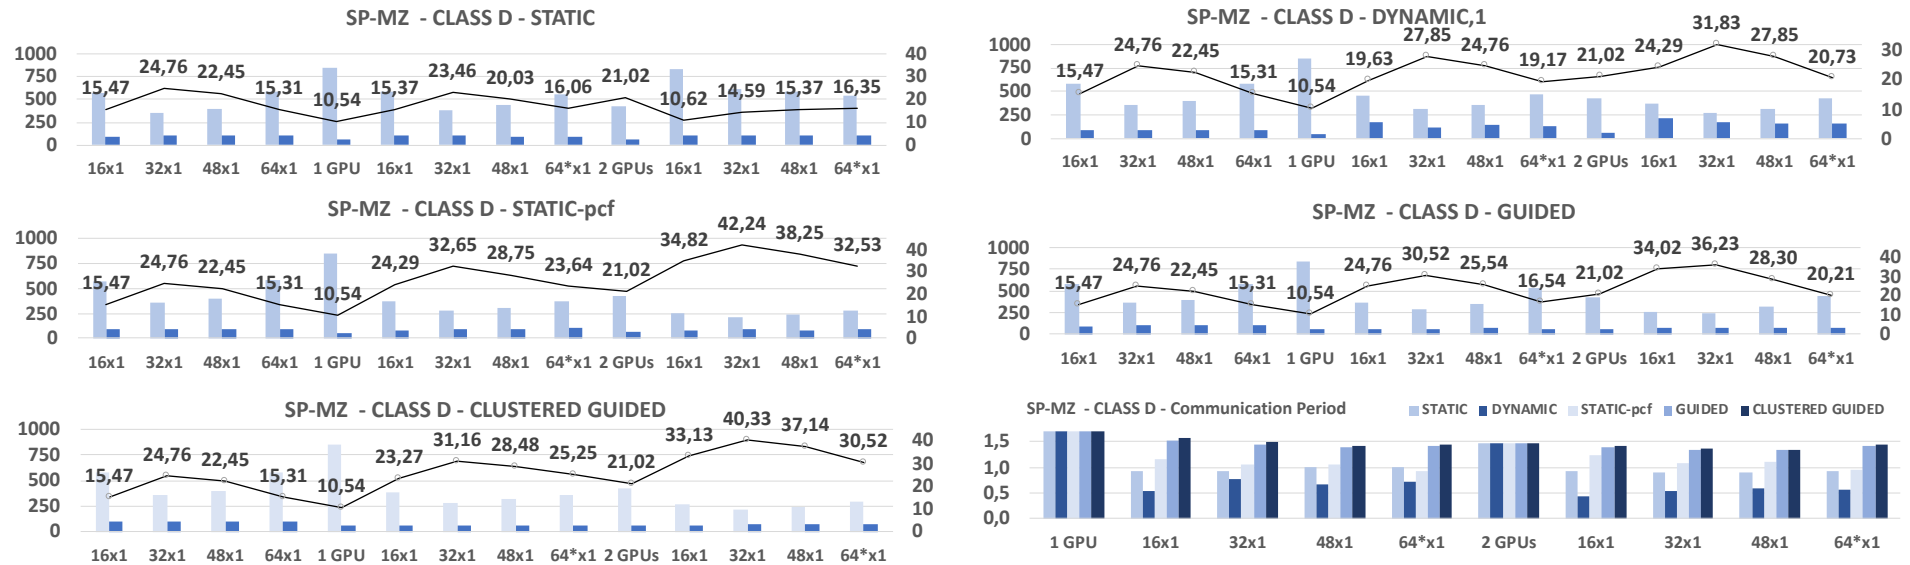 SP-MZ - CLASS D - STATIC
1000 750 500 250 0
40 30 20 10 0
15,47 24,76 22,45 15,31 10,54 15,37 23,46 20,03 16,06 21,02 10,62 14,59 15,37 16,35
16x1 32x1 48x1 64x1 1 GPU 16x1 32x1 48x1 64*x1 2 GPUs 16x1 32x1 48x1 64*x1
SP-MZ - CLASS D - DYNAMIC,1
1000 750 500 250 0
30 20 10 0
15,47 24,76 22,45 15,31 10,54 19,63 27,85 24,76 19,17 21,02 24,29 31,83 27,85 20,73
16x1 32x1 48x1 64x1 1 GPU 16x1 32x1 48x1 64*x1 2 GPUs 16x1 32x1 48x1 64*x1
SP-MZ - CLASS D - STATIC-pcf
1000 750 500 250 0
40 30 20 10 0
15,47 24,76 22,45 15,31 10,54 24,29 32,65 28,75 23,64 21,02 34,82 42,24 38,25 32,53
16x1 32x1 48x1 64x1 1 GPU 16x1 32x1 48x1 64*x1 2 GPUs 16x1 32x1 48x1 64*x1
SP-MZ - CLASS D - GUIDED
1000 750 500 250 0
40 30 20 10 0
15,47 24,76 22,45 15,31 10,54 24,76 30,52 25,54 16,54 21,02 34,02 36,23 28,30 20,21
16x1 32x1 48x1 64x1 1 GPU 16x1 32x1 48x1 64*x1 2 GPUs 16x1 32x1 48x1 64*x1
SP-MZ - CLASS D - CLUSTERED GUIDED
1000 750 500 250 0
40 30 20 10 0
15,47 24,76 22,45 15,31 10,54 23,27 31,16 28,48 25,25 21,02 33,13 40,33 37,14 30,52
16x1 32x1 48x1 64x1 1 GPU 16x1 32x1 48x1 64*x1 2 GPUs 16x1 32x1 48x1 64*x1
SP-MZ - CLASS D - Communication Period
STATIC DYNAMIC STATIC-pcf GUIDED CLUSTERED GUIDED
1,5 1,0 0,5 0,0
1 GPU 16x1 32x1 48x1 64*x1 2 GPUs 16x1 32x1 48x1 64*x1